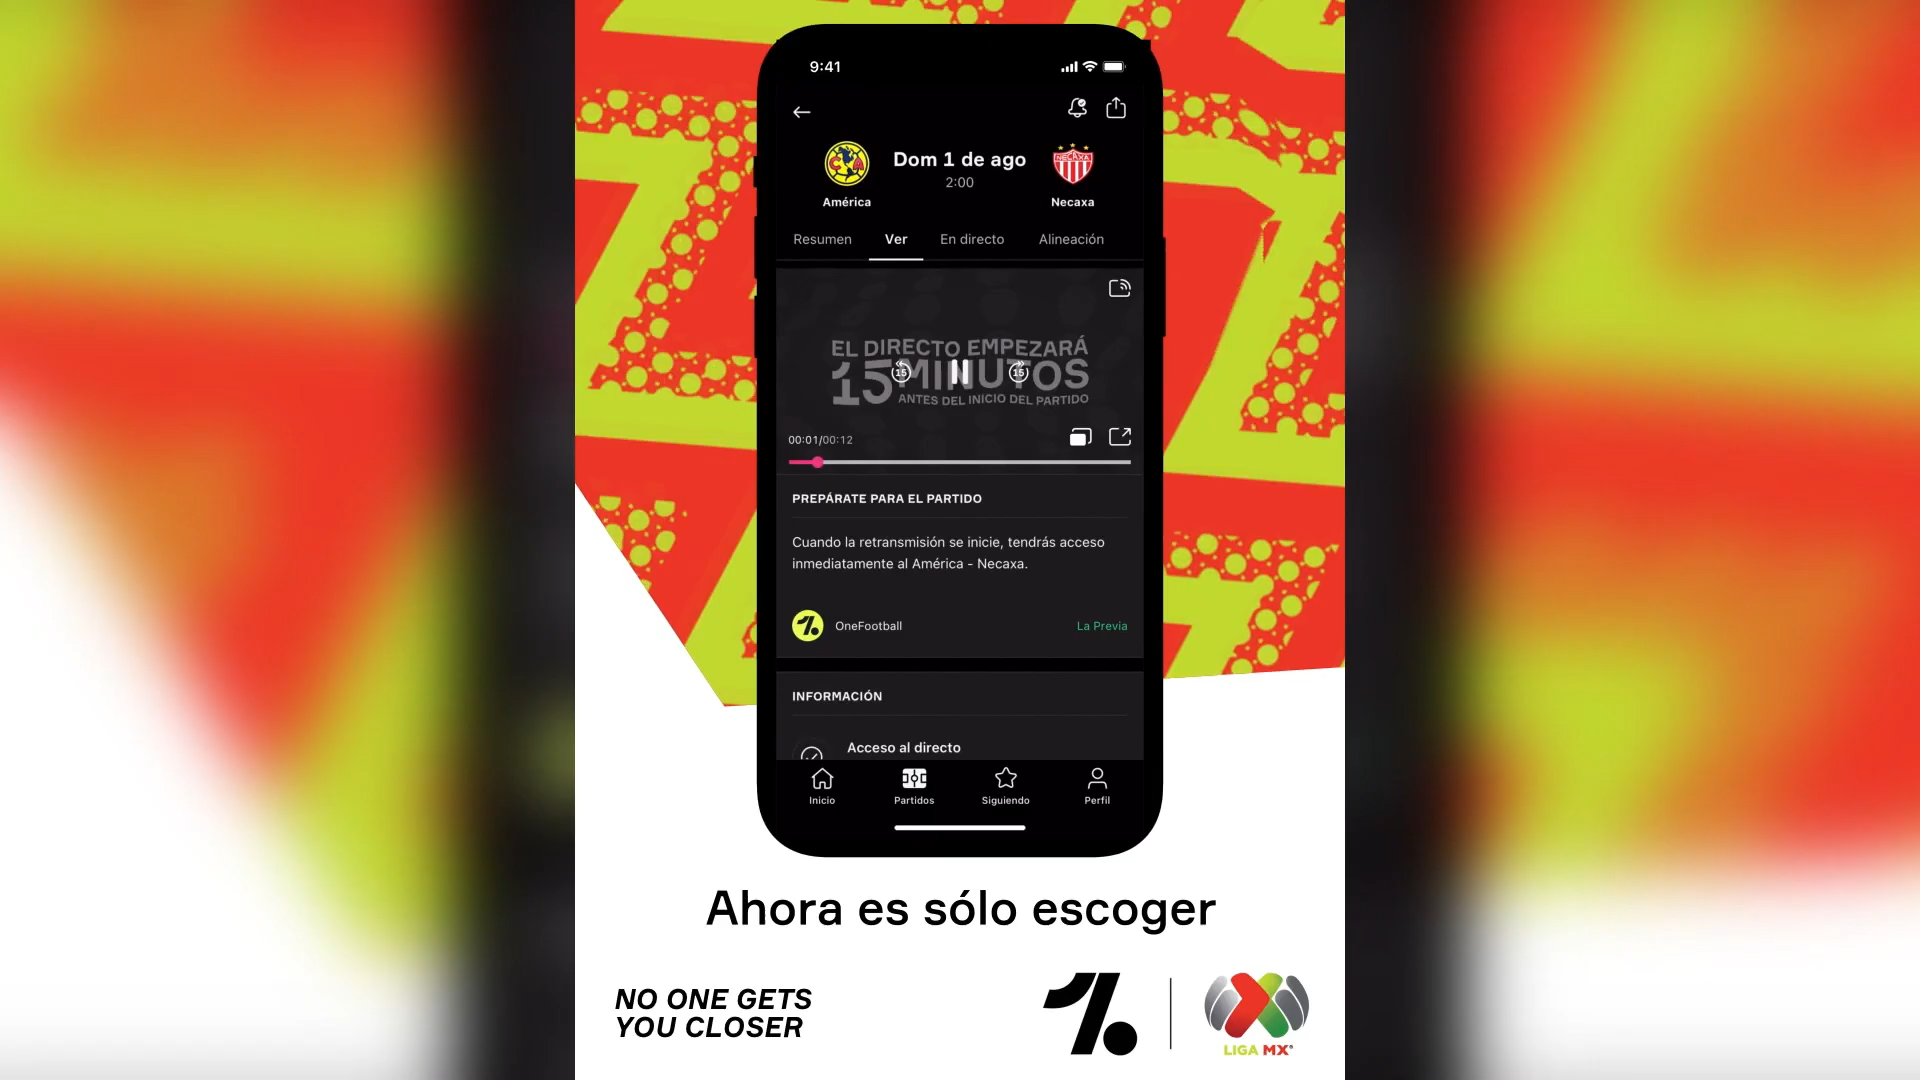 9:41
Dom 1 de ago
2:00
América
NECAXA
Necaxa
Resumen Ver En directo Alineación
EL DIRECTO EMPEZARÁ
15 MINUTOS
ANTES DEL INICIO DEL PARTIDO
15 15
00:01/00:12
PREPÁRATE PARA EL PARTIDO
Cuando la retransmisión se inicie, tendrás acceso
inmediatamente al América - Necaxa.
OneFootball La Previa
INFORMACIÓN
Acceso al directo
Inicio Partidos Siguiendo Perfil
Ahora es sólo escoger
NO ONE GETS
YOU CLOSER
LIGA MX